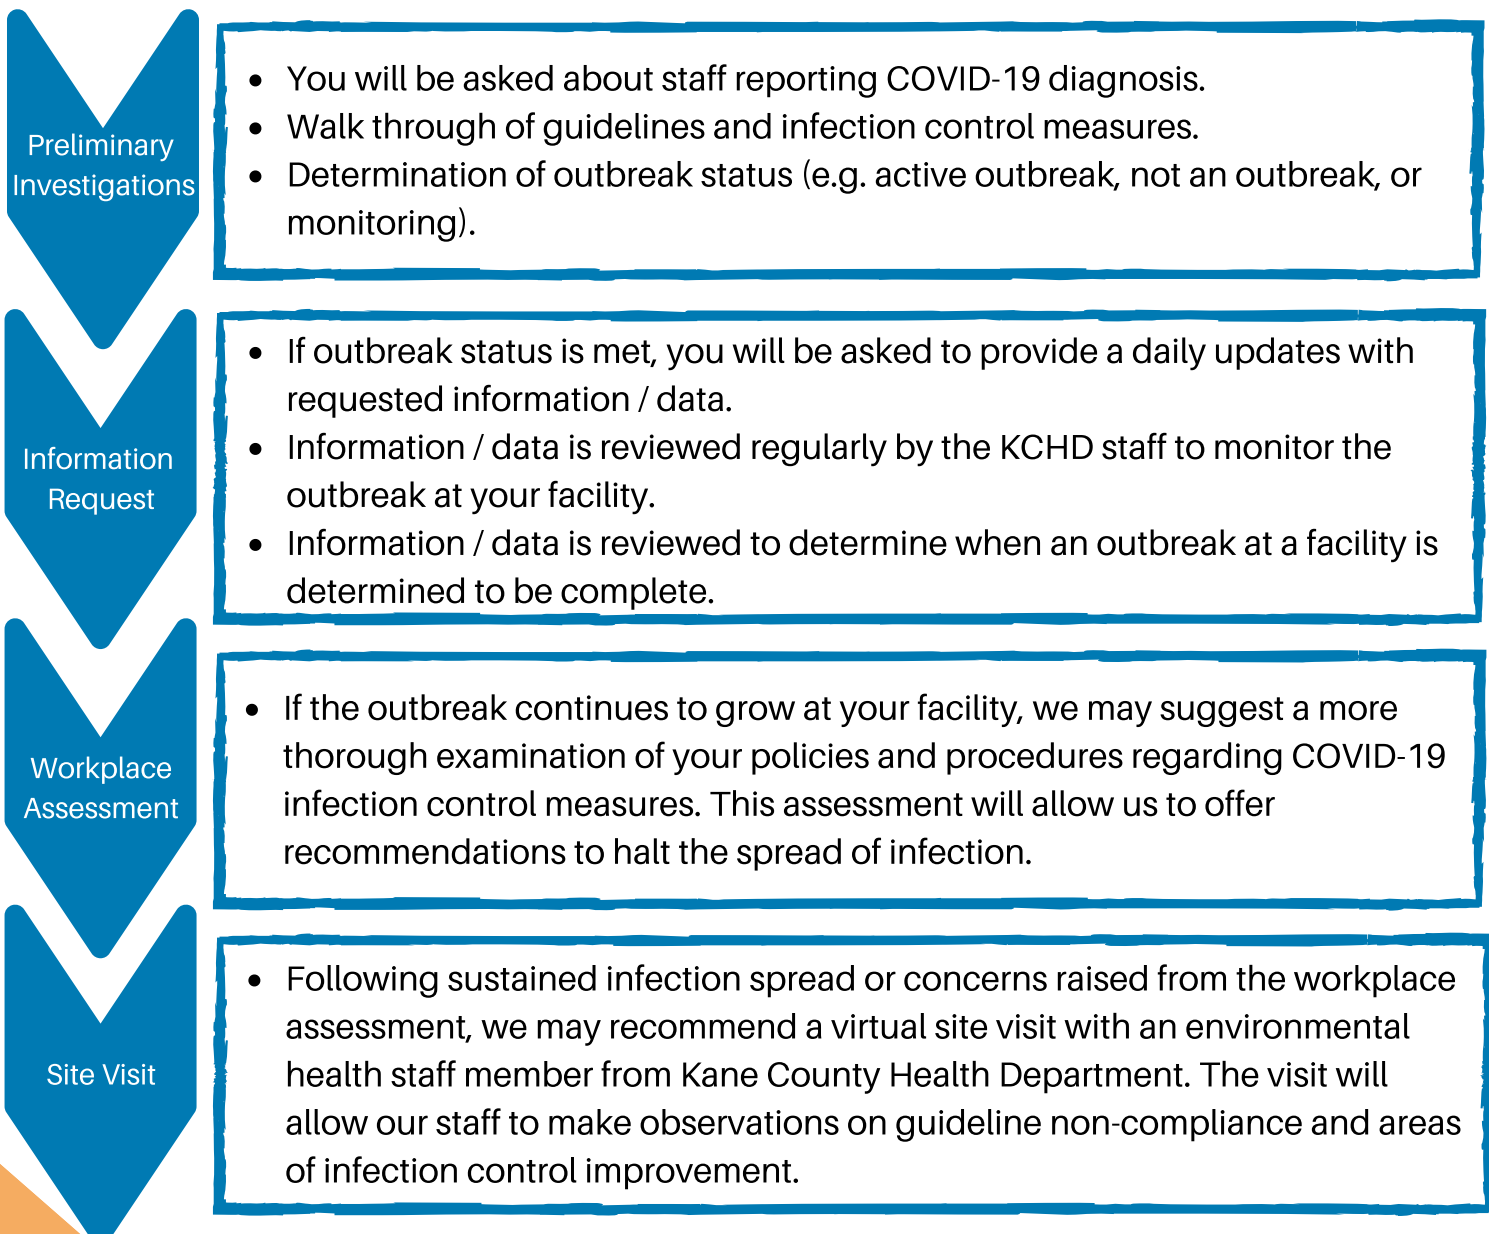 Preliminary
Investigations
• You will be asked about staff reporting COVID-19 diagnosis.
• Walk through of guidelines and infection control measures.
• Determination of outbreak status (e.g. active outbreak, not an outbreak, or
monitoring).
Information
Request
• If outbreak status is met, you will be asked to provide a daily updates with
requested information / data.
• Information / data is reviewed regularly by the KCHD staff to monitor the
outbreak at your facility.
• Information / data is reviewed to determine when an outbreak at a facility is
determined to be complete.
Workplace
Assessment
• If the outbreak continues to grow at your facility, we may suggest a more
thorough examination of your policies and procedures regarding COVID-19
infection control measures. This assessment will allow us to offer
recommendations to halt the spread of infection.
Site Visit
• Following sustained infection spread or concerns raised from the workplace
assessment, we may recommend a virtual site visit with an environmental
health staff member from Kane County Health Department. The visit will
allow our staff to make observations on guideline non-compliance and areas
of infection control improvement.